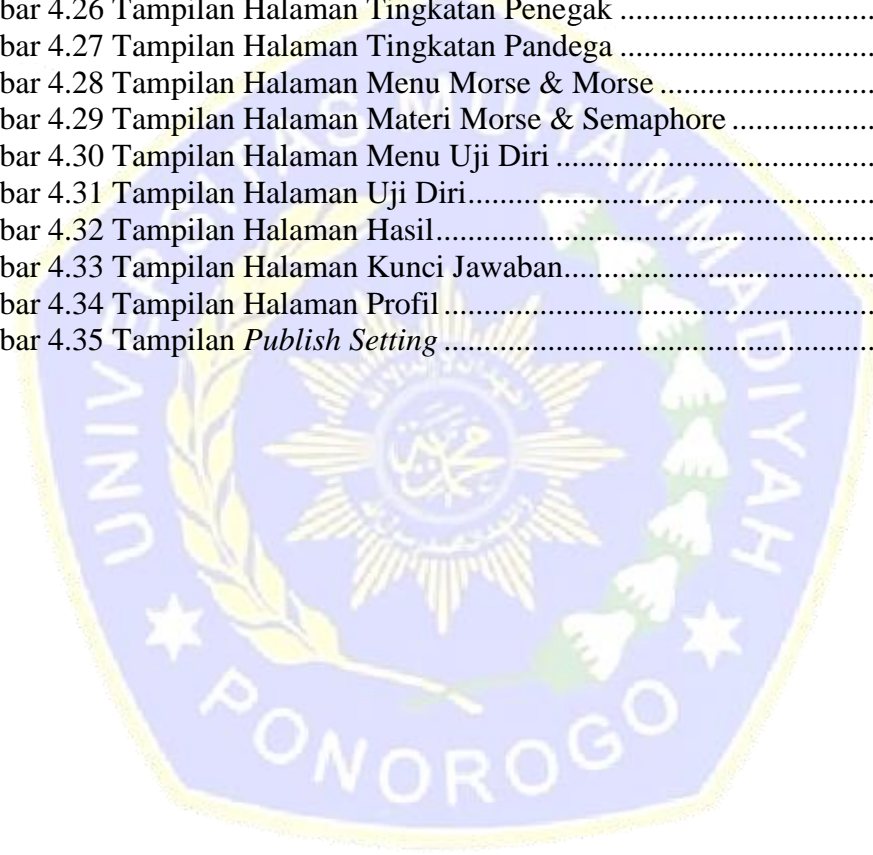 bar 4.26 Tampilan Halaman Tingkatan Penegak ................................
bar 4.27 Tampilan Halaman Tingkatan Pandega ................................
bar 4.28 Tampilan Halaman Menu Morse & Morse ...........................
bar 4.29 Tampilan Halaman Materi Morse & Semaphore ..................
bar 4.30 Tampilan Halaman Menu Uji Diri ........................................
bar 4.31 Tampilan Halaman Uji Diri....................................................
bar 4.32 Tampilan Halaman Hasil........................................................
bar 4.33 Tampilan Halaman Kunci Jawaban.......................................
bar 4.34 Tampilan Halaman Profil ......................................................
bar 4.35 Tampilan Publish Setting ......................................................
UNIVERSITAS MUHAMMADIYAH
PONOROGO